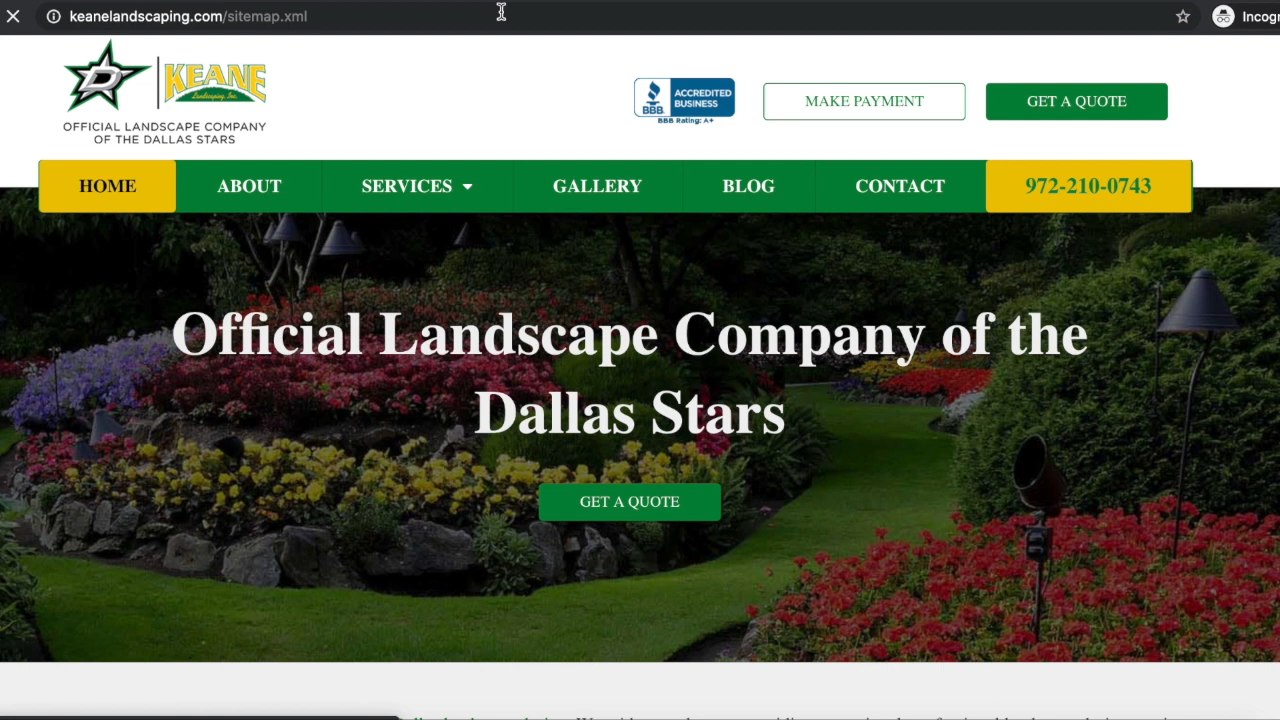 keanelandscaping.com/sitemap.xml
Incogn
D KEANE
Landscaping, Inc.
OFFICIAL LANDSCAPE COMPANY
OF THE DALLAS STARS
BBB
ACCREDITED
BUSINESS
BBB Rating: A+
MAKE PAYMENT
GET A QUOTE
HOME ABOUT SERVICES GALLERY BLOG CONTACT 972-210-0743
Official Landscape Company of the
Dallas Stars
GET A QUOTE